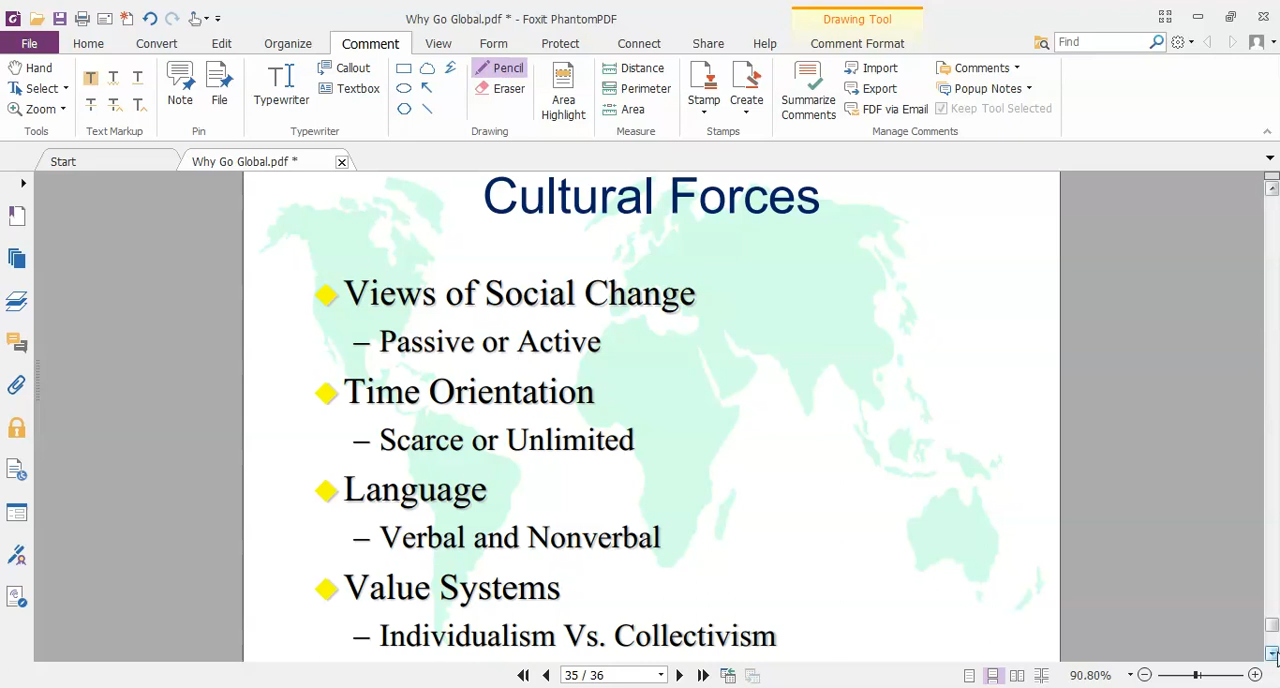 Why Go Global.pdf * - Foxit PhantomPDF
Drawing Tool
File Home Convert Edit Organize Comment View Form Protect Connect Share Help Comment Format
Find
Hand
Select
Zoom
Tools
Text Markup
Note
File
Pin
Typewriter
Callout
Textbox
Typewriter
Pencil
Eraser
Drawing
Area Highlight
Distance
Perimeter
Area
Measure
Stamp
Create
Stamps
Summarize Comments
Import
Export
FDF via Email
Comments
Popup Notes
Keep Tool Selected
Manage Comments
Start
Why Go Global.pdf *
Cultural Forces
Views of Social Change
– Passive or Active
Time Orientation
– Scarce or Unlimited
Language
– Verbal and Nonverbal
Value Systems
– Individualism Vs. Collectivism
35 / 36
90.80%